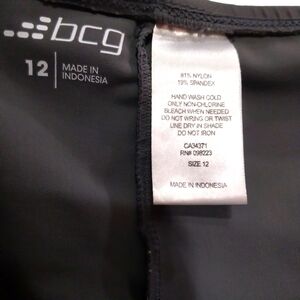 bcg
12 | MADE IN
INDONESIA
81% NYLON
19% SPANDEX
HAND WASH COLD
ONLY NON-CHLORINE
BLEACH WHEN NEEDED
DO NOT WRING OR TWIST
LINE DRY IN SHADE
DO NOT IRON
CA34371
RN# 098223
SIZE 12
MADE IN INDONESIA